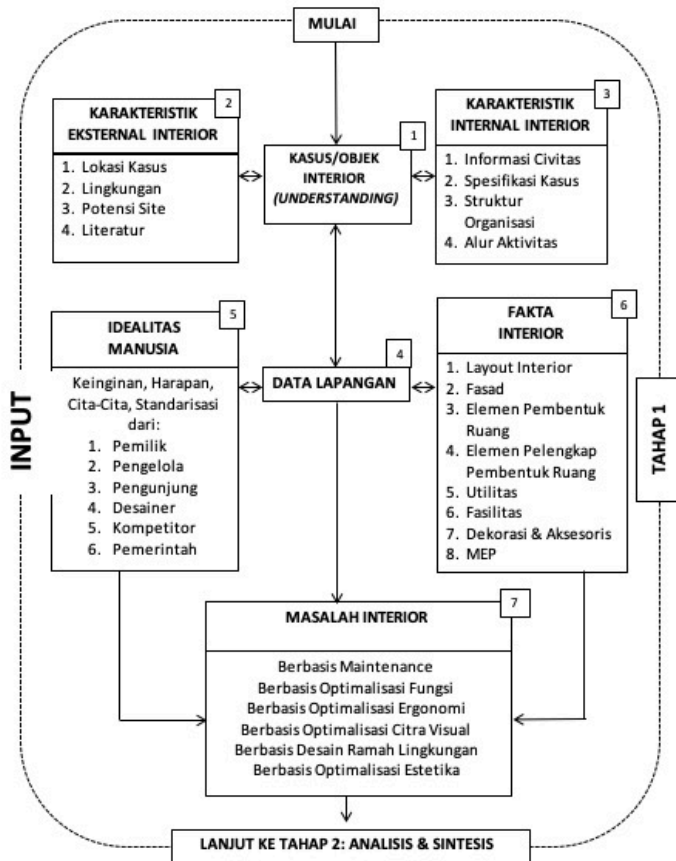 MULAI
2
KARAKTERISTIK
EKSTERNAL INTERIOR
1. Lokasi Kasus
2. Lingkungan
3. Potensi Site
4. Literatur
1
KASUS/OBJEK
INTERIOR
(UNDERSTANDING)
3
KARAKTERISTIK
INTERNAL INTERIOR
1. Informasi Civitas
2. Spesifikasi Kasus
3. Struktur
Organisasi
4. Alur Aktivitas
5
IDEALITAS
MANUSIA
Keinginan, Harapan,
Cita-Cita, Standarisasi
dari:
1. Pemilik
2. Pengelola
3. Pengunjung
4. Desainer
5. Kompetitor
6. Pemerintah
4
DATA LAPANGAN
6
FAKTA
INTERIOR
1. Layout Interior
2. Fasad
3. Elemen Pembentuk
Ruang
4. Elemen Pelengkap
Pembentuk Ruang
5. Utilitas
6. Fasilitas
7. Dekorasi & Aksesoris
8. MEP
INPUT
TAHAP 1
7
MASALAH INTERIOR
Berbasis Maintenance
Berbasis Optimalisasi Fungsi
Berbasis Optimalisasi Ergonomi
Berbasis Optimalisasi Citra Visual
Berbasis Desain Ramah Lingkungan
Berbasis Optimalisasi Estetika
LANJUT KE TAHAP 2: ANALISIS & SINTESIS